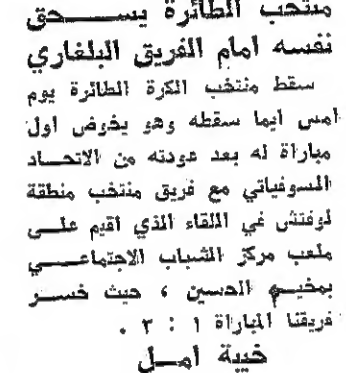 منتخب الطائرة يسحق
نفسه امام الفريق البلغاري
سقط منتخب الكرة الطائرة يوم
امس ايما سقطه وهو يخوض اول
مباراة له بعد عودته من الاتحاد
السوفياتي مع فريق منتخب منطقة
لوفتش في اللقاء الذي اقيم على
ملعب مركز الشباب الاجتماعي
بمخيم الحسين ، حيث خسر
فريقنا المباراة ١ : ٣ .
خيبة امل